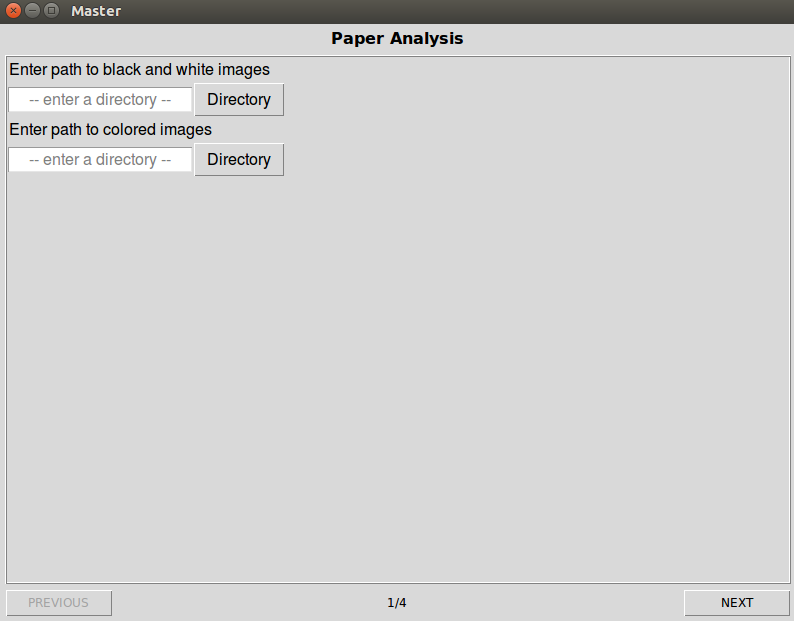 Master
Paper Analysis
Enter path to black and white images
-- enter a directory -- Directory
Enter path to colored images
-- enter a directory -- Directory
PREVIOUS 1/4 NEXT